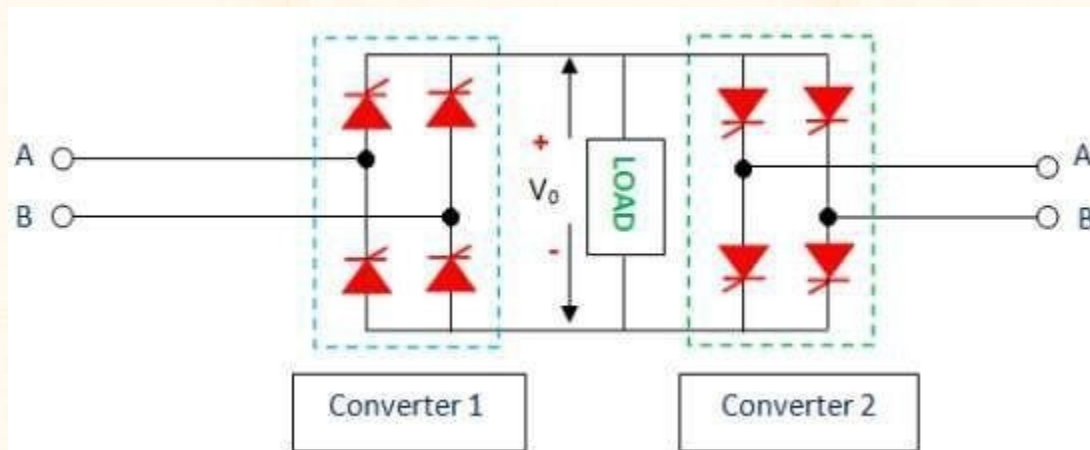 A
B
+
V₀
-
LOAD
A
B
Converter 1
Converter 2